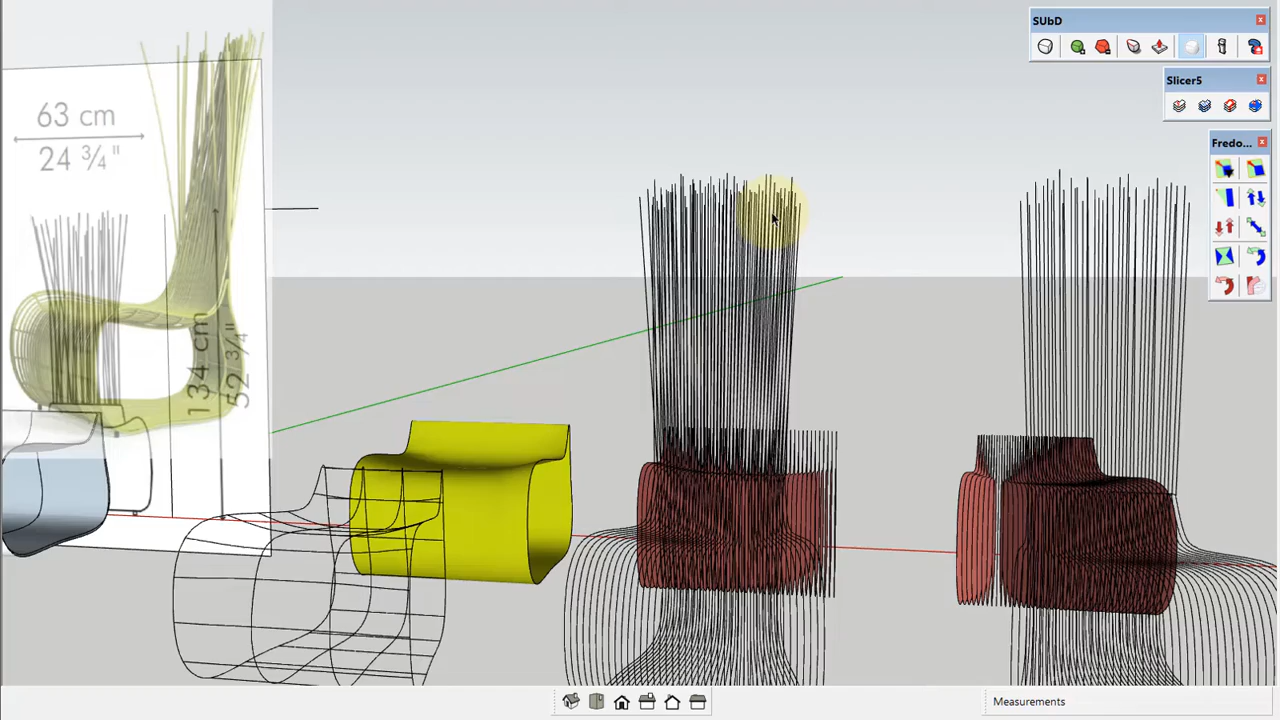 63 cm
24 ¾"
134 cm
52 ¾"
SUbD
Slicer5
Fredo...
Measurements